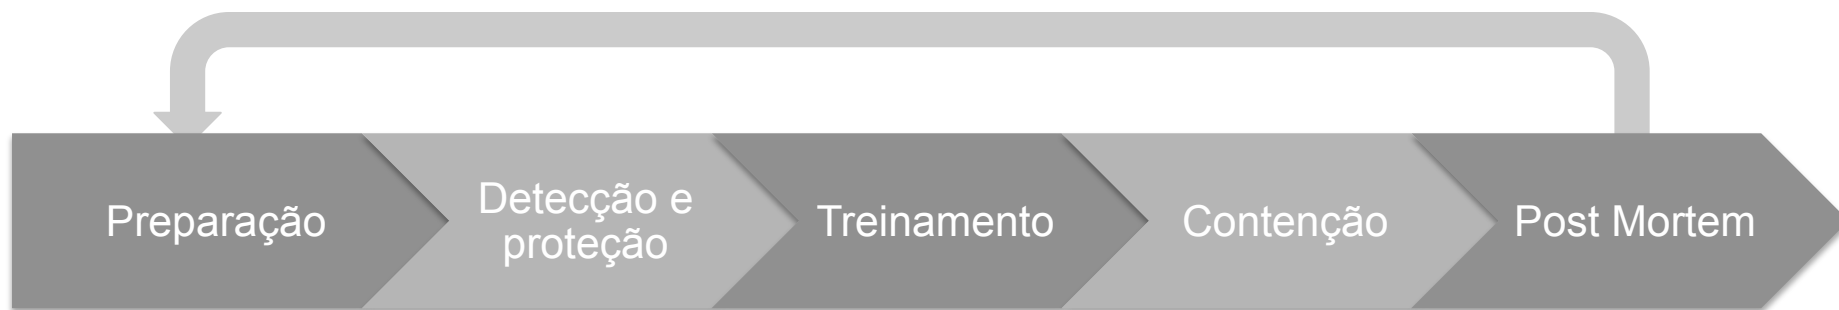 Preparação
Detecção e
proteção
Treinamento
Contenção
Post Mortem